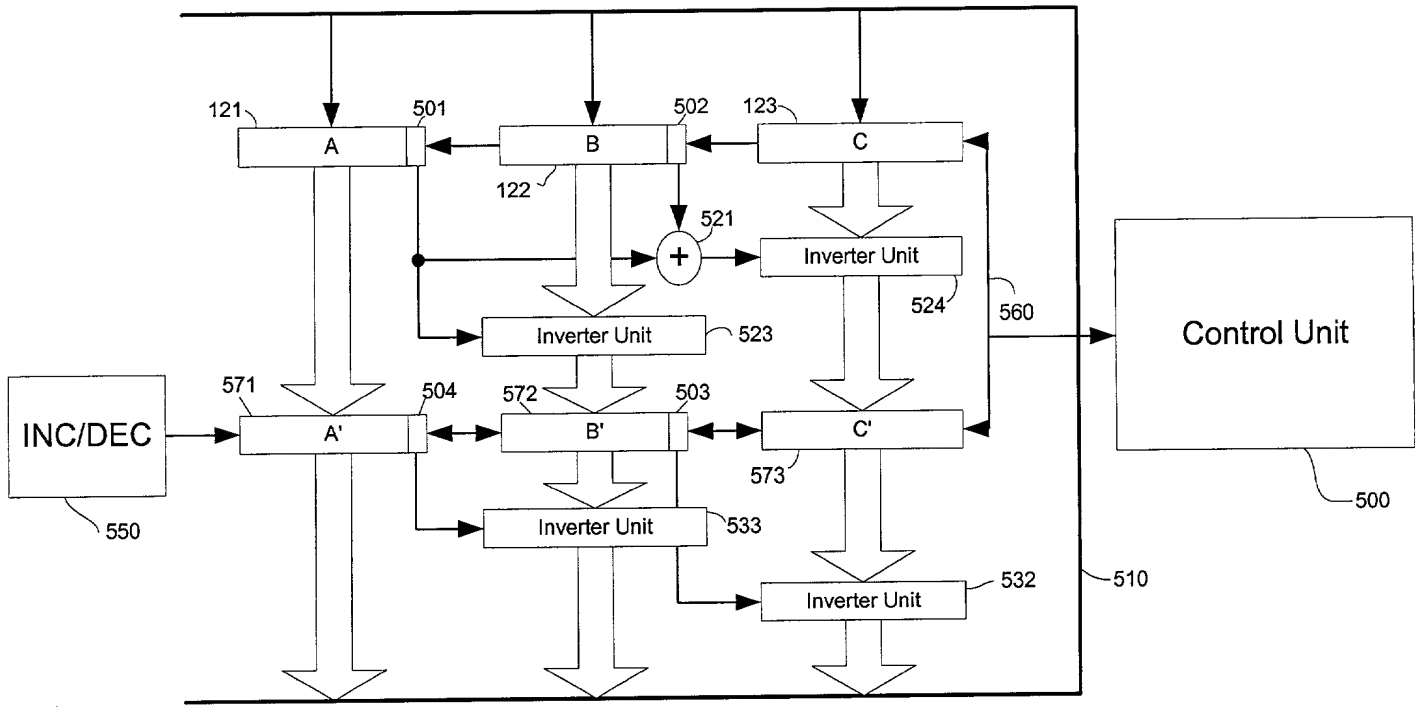 121
501
502
123
A
B
C
122
521
+
Inverter Unit
524
560
Inverter Unit
523
Control Unit
571
504
572
503
INC/DEC
A'
B'
C'
573
550
500
Inverter Unit
533
532
510
Inverter Unit